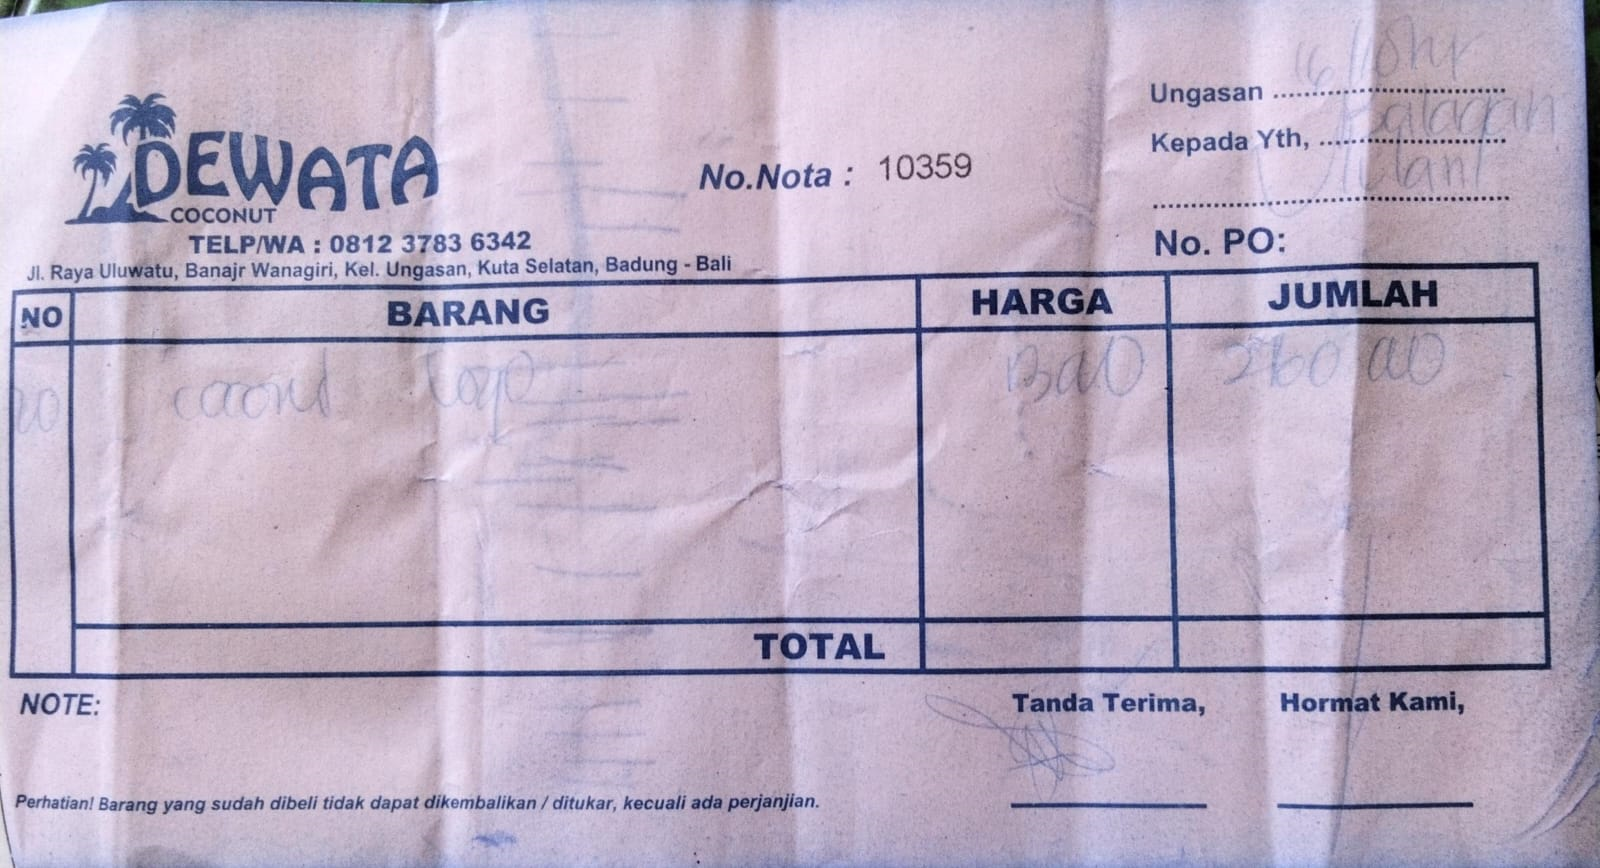 DEWATA
COCONUT
TELP/WA : 0812 3783 6342
Jl. Raya Uluwatu, Banajr Wanagiri, Kel. Ungasan, Kuta Selatan, Badung - Bali
No.Nota : 10359
Ungasan
Kepada Yth,
No. PO:
NO BARANG HARGA JUMLAH
20
TOTAL
NOTE:
Tanda Terima, Hormat Kami,
Perhatian! Barang yang sudah dibeli tidak dapat dikembalikan / ditukar, kecuali ada perjanjian.